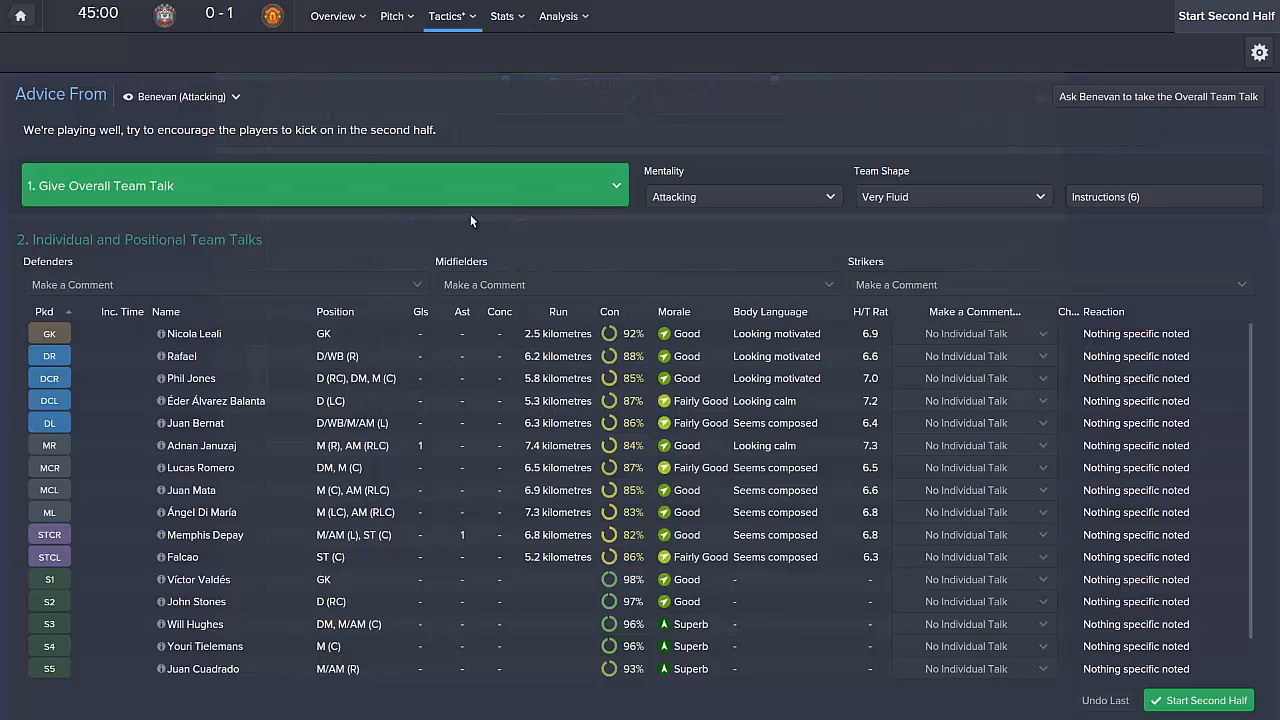 45:00 0 - 1 Overview Pitch Tactics* Stats Analysis Start Second Half
Advice From Benevan (Attacking) Ask Benevan to take the Overall Team Talk
We're playing well, try to encourage the players to kick on in the second half.
1. Give Overall Team Talk
Mentality Team Shape
Attacking Very Fluid Instructions (6)
2. Individual and Positional Team Talks
Defenders Midfielders Strikers
Make a Comment Make a Comment Make a Comment
Pkd Inc. Time Name Position Gls Ast Conc Run Con Morale Body Language H/T Rat Make a Comment... Ch... Reaction
GK Nicola Leali GK - - - 2.5 kilometres 92% Good Looking motivated 6.9 No Individual Talk Nothing specific noted
DR Rafael D/WB (R) - - - 6.2 kilometres 88% Good Looking motivated 6.6 No Individual Talk Nothing specific noted
DCR Phil Jones D (RC), DM, M (C) - - - 5.8 kilometres 85% Good Looking motivated 7.0 No Individual Talk Nothing specific noted
DCL Éder Álvarez Balanta D (LC) - - - 5.3 kilometres 87% Fairly Good Looking calm 7.2 No Individual Talk Nothing specific noted
DL Juan Bernat D/WB/M/AM (L) - - - 6.3 kilometres 86% Fairly Good Seems composed 6.4 No Individual Talk Nothing specific noted
MR Adnan Januzaj M (R), AM (RLC) 1 - - 7.4 kilometres 84% Good Looking calm 7.3 No Individual Talk Nothing specific noted
MCR Lucas Romero DM, M (C) - - - 6.5 kilometres 87% Fairly Good Seems composed 6.5 No Individual Talk Nothing specific noted
MCL Juan Mata M (C), AM (RLC) - - - 6.9 kilometres 85% Good Seems composed 6.6 No Individual Talk Nothing specific noted
ML Ángel Di María M (LC), AM (RLC) - - - 7.3 kilometres 83% Good Seems composed 6.8 No Individual Talk Nothing specific noted
STCR Memphis Depay M/AM (L), ST (C) - 1 - 6.8 kilometres 82% Good Seems composed 6.8 No Individual Talk Nothing specific noted
STCL Falcao ST (C) - - - 5.2 kilometres 86% Fairly Good Seems composed 6.3 No Individual Talk Nothing specific noted
S1 Víctor Valdés GK - - - 98% Good - - No Individual Talk Nothing specific noted
S2 John Stones D (RC) - - - 97% Good - - No Individual Talk Nothing specific noted
S3 Will Hughes DM, M/AM (C) - - - 96% Superb - - No Individual Talk Nothing specific noted
S4 Youri Tielemans M (C) - - - 96% Superb - - No Individual Talk Nothing specific noted
S5 Juan Cuadrado M/AM (R) - - - 93% Superb - - No Individual Talk Nothing specific noted
Undo Last Start Second Half